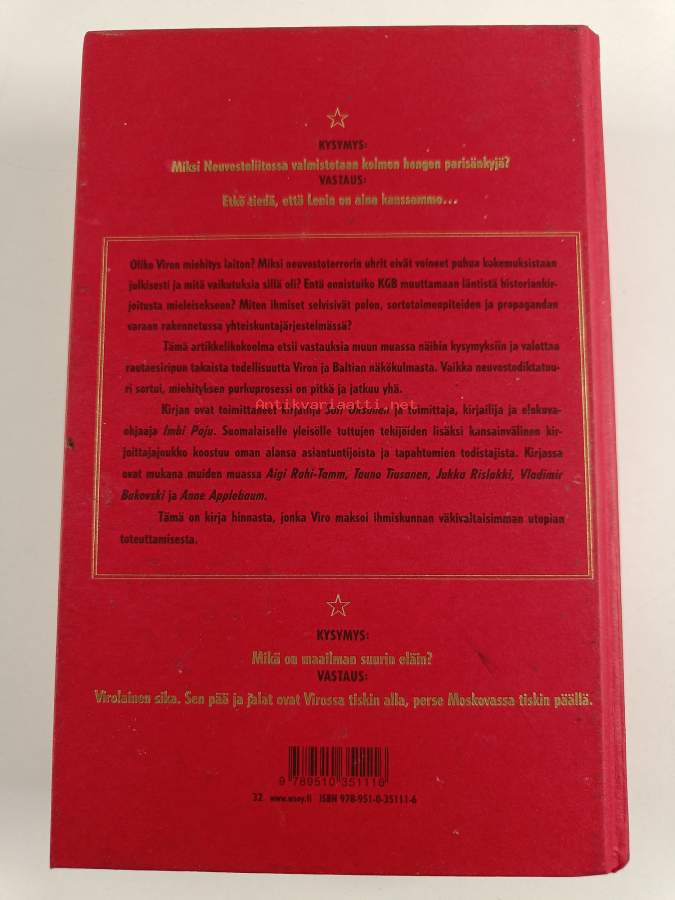 KYSYMYS:
Miksi Neuvostoliitossa valmistetaan kolmen hengen parisänkyjä?
VASTAUS:
Etkö tiedä, että Lenin on aina kanssamme...
Oliko Viron miehitys laiton? Miksi neuvostoterrorin uhrit eivät voineet puhua kokemuksistaan
julkisesti ja mitä vaikutuksia sillä oli? Entä onnistuiko KGB muuttamaan läntistä historiankir-
joitusta mieleisekseen? Miten ihmiset selvisivät pelon, sortotoimenpiteiden ja propagandan
varaan rakennetussa yhteiskuntajärjestelmässä?
Tämä artikkelikokoelma etsii vastauksia muun muassa näihin kysymyksiin ja valottaa
rautaesiripun takaista todellisuutta Viron ja Baltian näkökulmasta. Vaikka neuvostodiktatuu-
ri sortui, miehityksen purkuprosessi on pitkä ja jatkuu yhä.
Antikvariaatti.net
Kirjan ovat toimittaneet kirjailija Sofi Oksanen ja toimittaja, kirjailija ja elokuva-
ohjaaja Imbi Paju. Suomalaiselle yleisölle tuttujen tekijöiden lisäksi kansainvälinen kir-
joittajajoukko koostuu oman alansa asiantuntijoista ja tapahtumien todistajista. Kirjassa
ovat mukana muiden muassa Aigi Rahi-Tamm, Tauno Tiusanen, Jukka Rislakki, Vladimir
Bukovski ja Anne Applebaum.
Tämä on kirja hinnasta, jonka Viro maksoi ihmiskunnan väkivaltaisimman utopian
toteuttamisesta.
KYSYMYS:
Mikä on maailman suurin eläin?
VASTAUS:
Virolainen sika. Sen pää ja jalat ovat Virossa tiskin alla, perse Moskovassa tiskin päällä.
9 789510 351116
32 www.wsoy.fi ISBN 978-951-0-35111-6